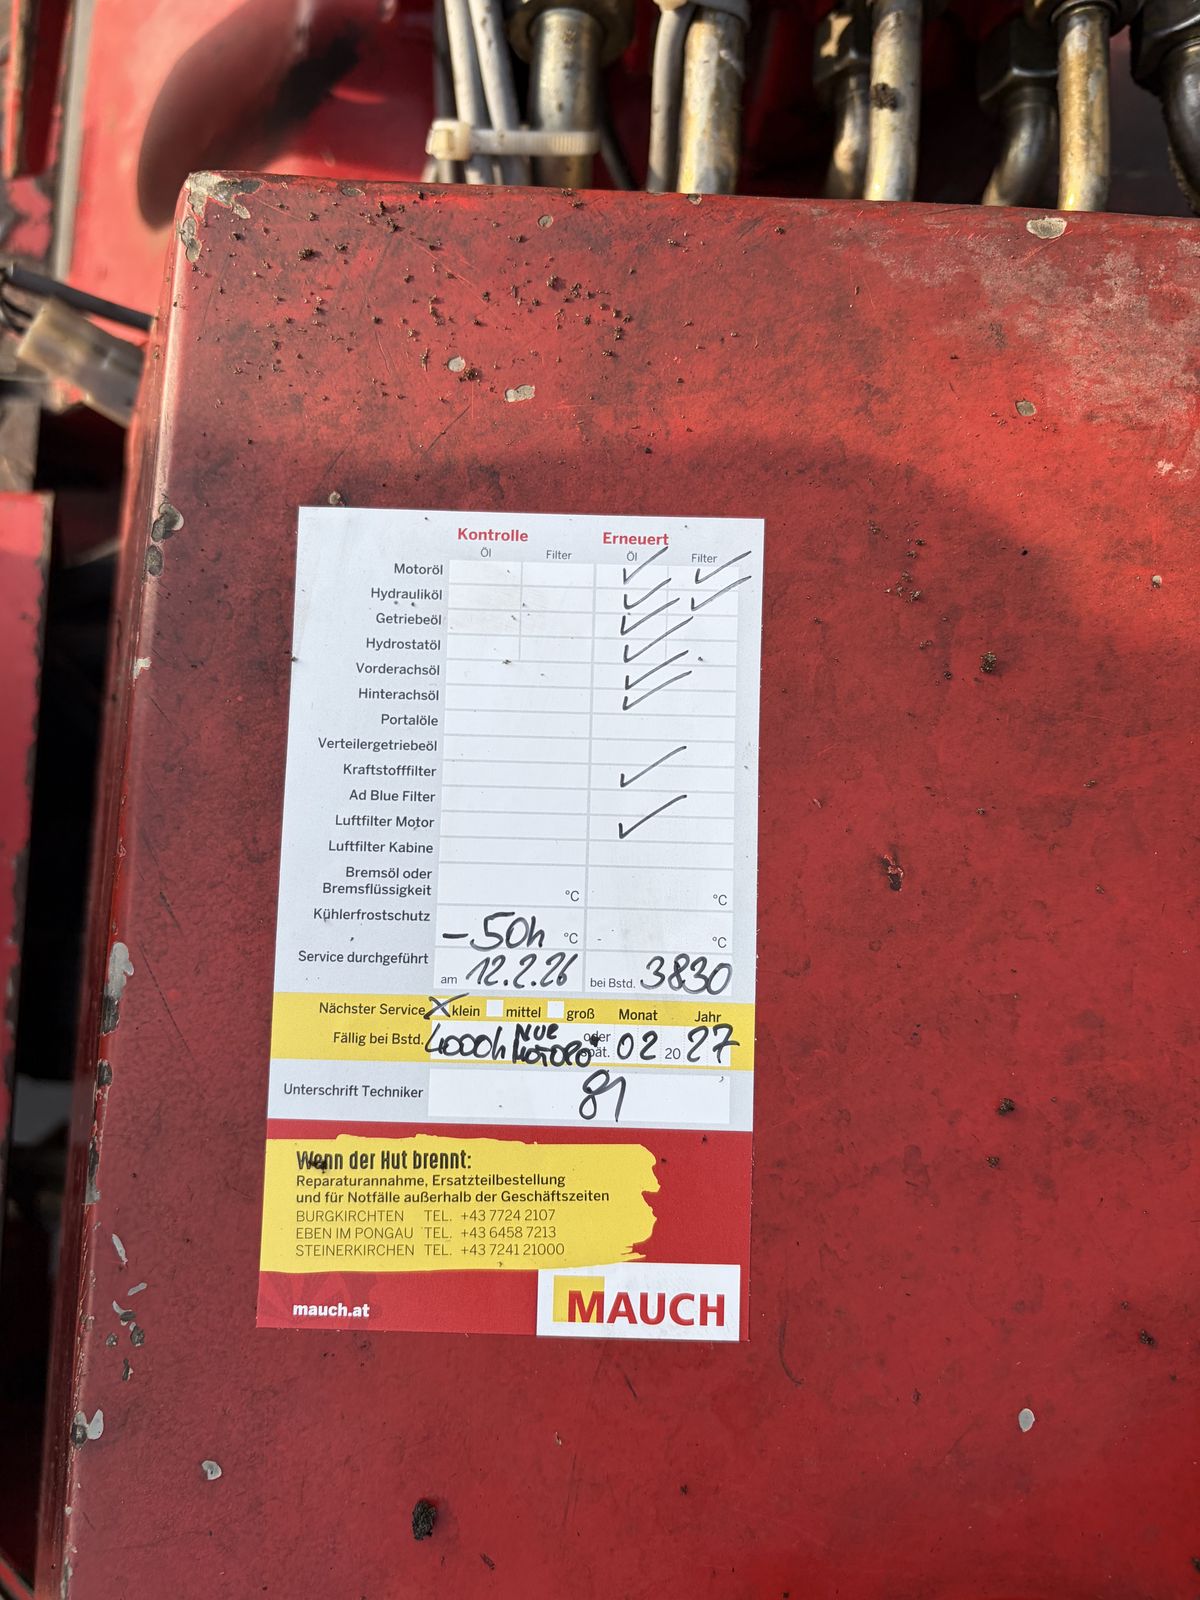 Kontrolle Erneuert
Öl Filter Öl Filter
Motoröl ✓ ✓
Hydrauliköl ✓ ✓
Getriebeöl ✓
Hydrostatöl ✓
Vorderachsöl ✓
Hinterachsöl ✓
Portalöle
Verteilergetriebeöl
Kraftstofffilter ✓
Ad Blue Filter
Luftfilter Motor ✓
Luftfilter Kabine
Bremsöl oder
Bremsflüssigkeit °C °C
Kühlerfrostschutz -50h °C - °C
Service durchgeführt am 12.2.26 bei Bstd. 3830
Nächster Service X klein mittel groß Monat Jahr
Fällig bei Bstd. 4000h NUR MOTORÖ oder spät. 02 20 27
Unterschrift Techniker
Wenn der Hut brennt:
Reparaturannahme, Ersatzteilbestellung
und für Notfälle außerhalb der Geschäftszeiten
BURGKIRCHEN TEL. +43 7724 2107
EBEN IM PONGAU TEL. +43 6458 7213
STEINERKIRCHEN TEL. +43 7241 21000
mauch.at
MAUCH